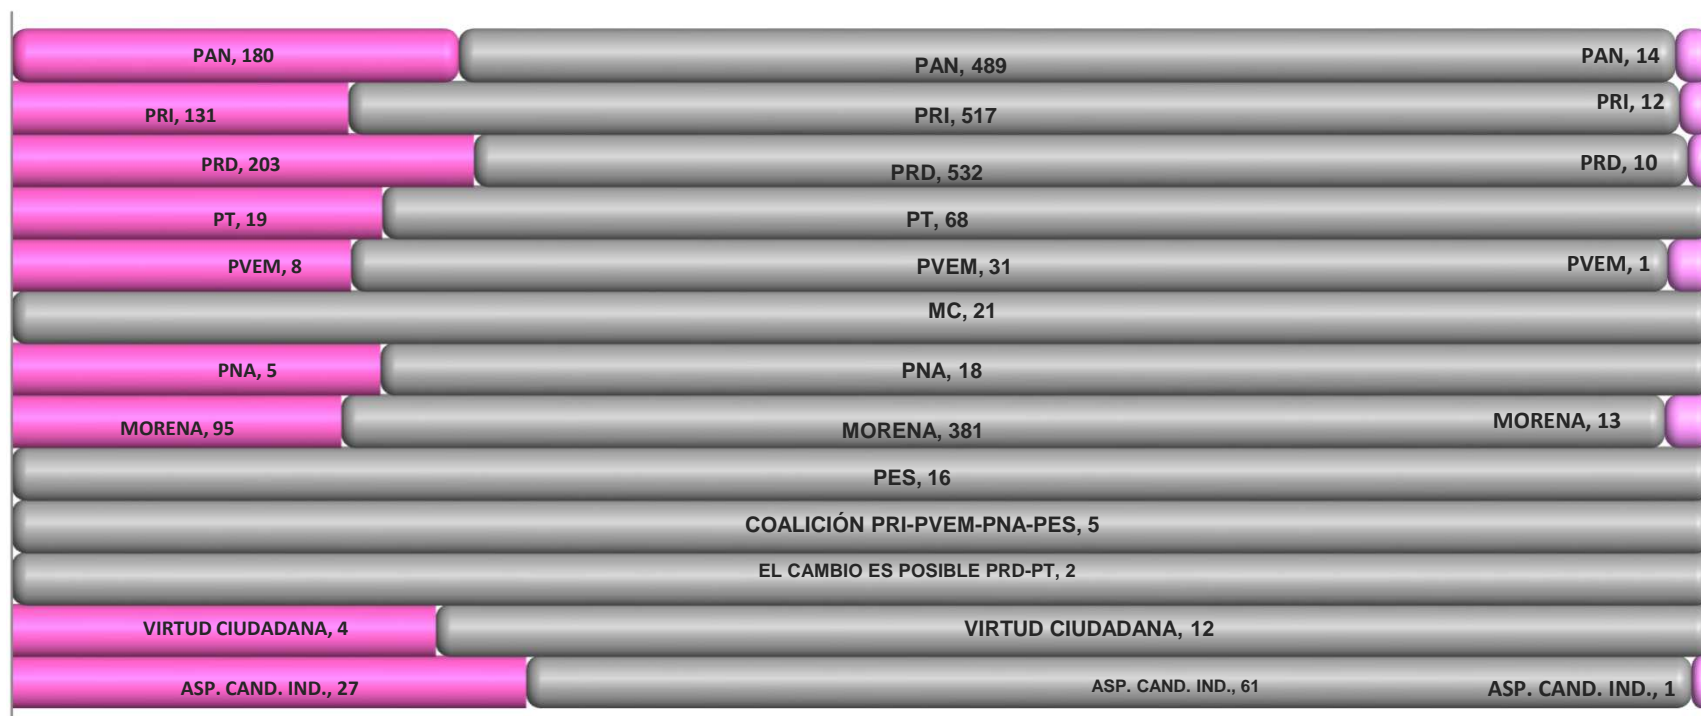 PAN, 180 PAN, 489 PAN, 14
PRI, 131 PRI, 517 PRI, 12
PRD, 203 PRD, 532 PRD, 10
PT, 19 PT, 68
PVEM, 8 PVEM, 31 PVEM, 1
MC, 21
PNA, 5 PNA, 18
MORENA, 95 MORENA, 381 MORENA, 13
PES, 16
COALICIÓN PRI-PVEM-PNA-PES, 5
EL CAMBIO ES POSIBLE PRD-PT, 2
VIRTUD CIUDADANA, 4 VIRTUD CIUDADANA, 12
ASP. CAND. IND., 27 ASP. CAND. IND., 61 ASP. CAND. IND., 1